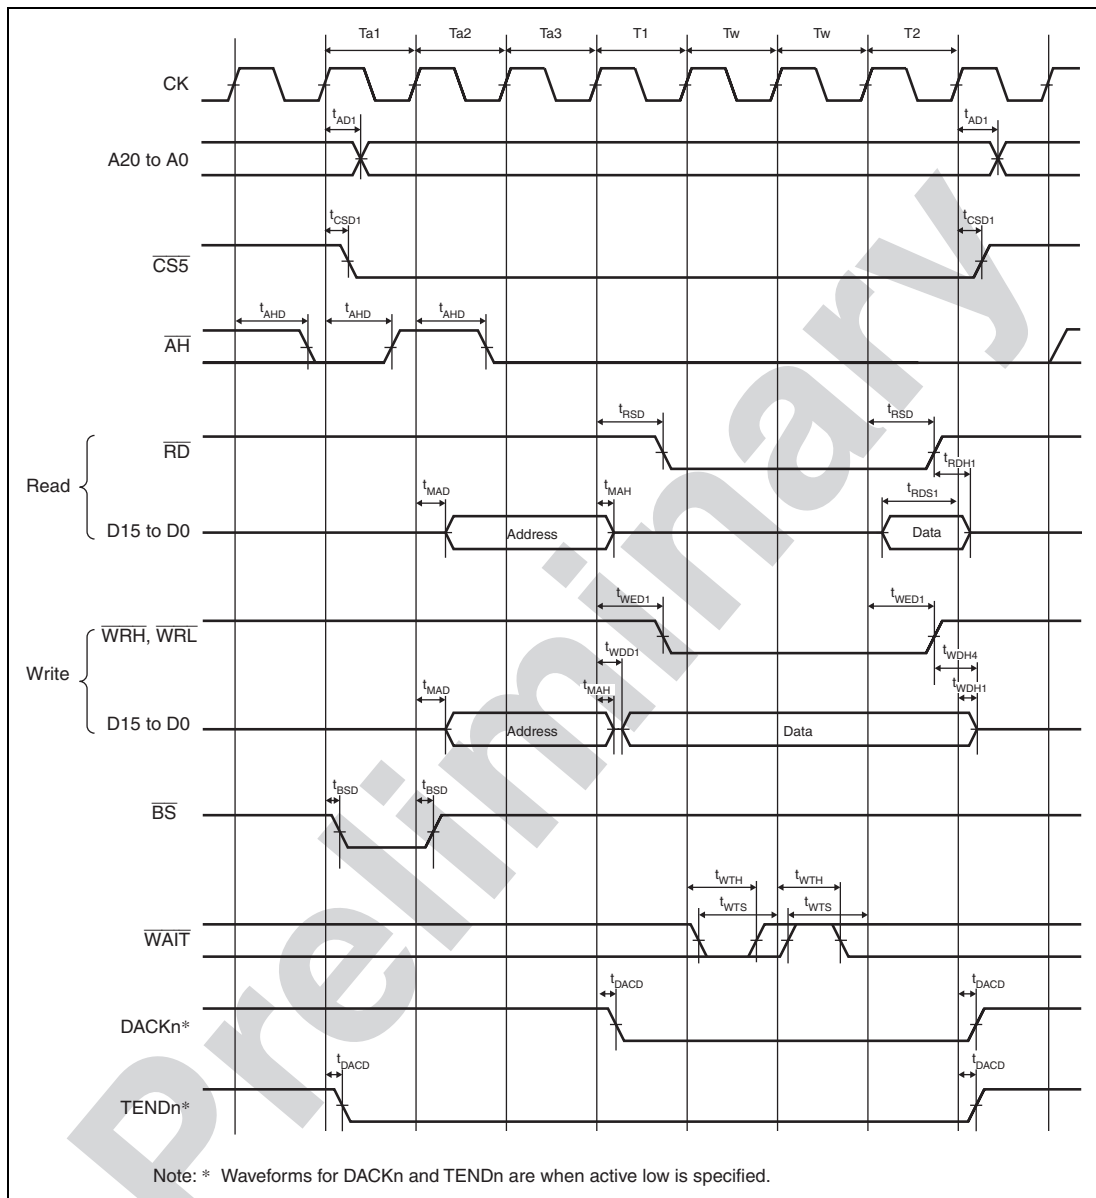 Ta1 Ta2 Ta3 T1 Tw Tw T2
CK
tAD1 tAD1
A20 to A0
tCSD1 tCSD1
CS5
tAHD tAHD tAHD
AH
tRSD tRSD
RD
tRDH1
Read
tMAD tMAH tRDS1
D15 to D0 Address Data
tWED1 tWED1
WRH, WRL
tWDD1 tWDH4
Write
tMAD tMAH tWDH1
D15 to D0 Address Data
tBSD tBSD
BS
tWTH tWTH
tWTS tWTS
WAIT
tDACD tDACD
DACKn*
tDACD tDACD
TENDn*
Note: * Waveforms for DACKn and TENDn are when active low is specified.
Preliminary